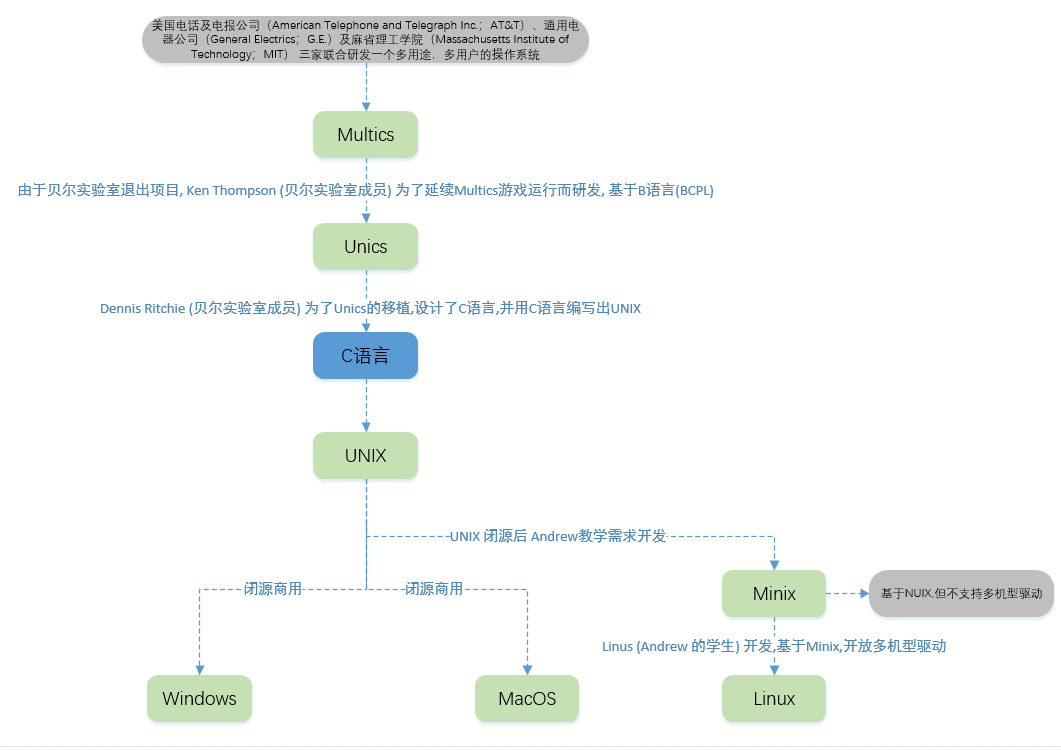 美国电话及电报公司（American Telephone and Telegraph Inc.；AT&T）、通用电
器公司（General Electrics；G.E.）及麻省理工学院（Massachusetts Institute of
Technology；MIT） 三家联合研发一个多用途．多用户的操作系统
Multics
由于贝尔实验室退出项目, Ken Thompson (贝尔实验室成员) 为了延续Multics游戏运行而研发, 基于B语言(BCPL)
Unics
Dennis Ritchie (贝尔实验室成员) 为了Unics的移植,设计了C语言,并用C语言编写出UNIX
C语言
UNIX
UNIX 闭源后 Andrew教学需求开发
闭源商用
闭源商用
Minix
基于NUIX.但不支持多机型驱动
Linus (Andrew 的学生) 开发,基于Minix,开放多机型驱动
Windows
MacOS
Linux